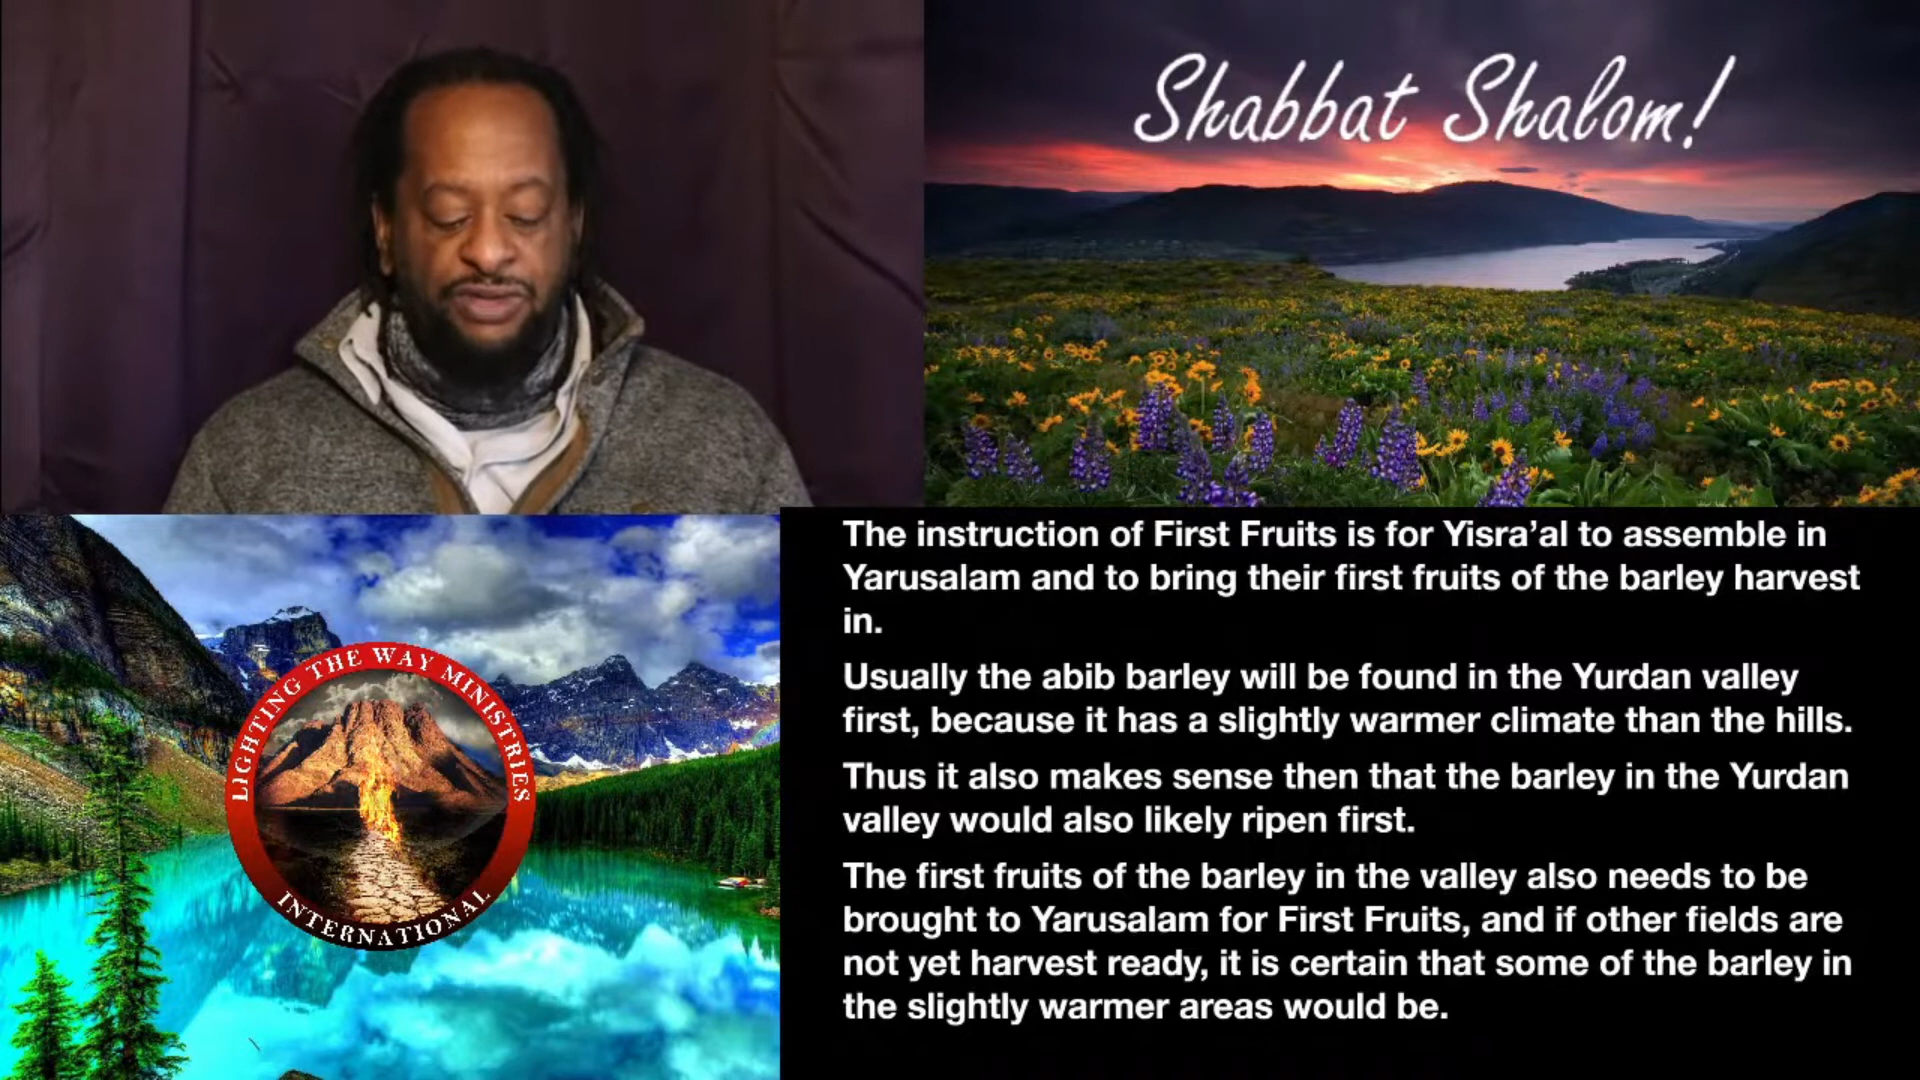 Shabbat Shalom!
LIGHTING THE WAY MINISTRIES
INTERNATIONAL
The instruction of First Fruits is for Yisra’al to assemble in
Yarusalam and to bring their first fruits of the barley harvest
in.
Usually the abib barley will be found in the Yurdan valley
first, because it has a slightly warmer climate than the hills.
Thus it also makes sense then that the barley in the Yurdan
valley would also likely ripen first.
The first fruits of the barley in the valley also needs to be
brought to Yarusalam for First Fruits, and if other fields are
not yet harvest ready, it is certain that some of the barley in
the slightly warmer areas would be.